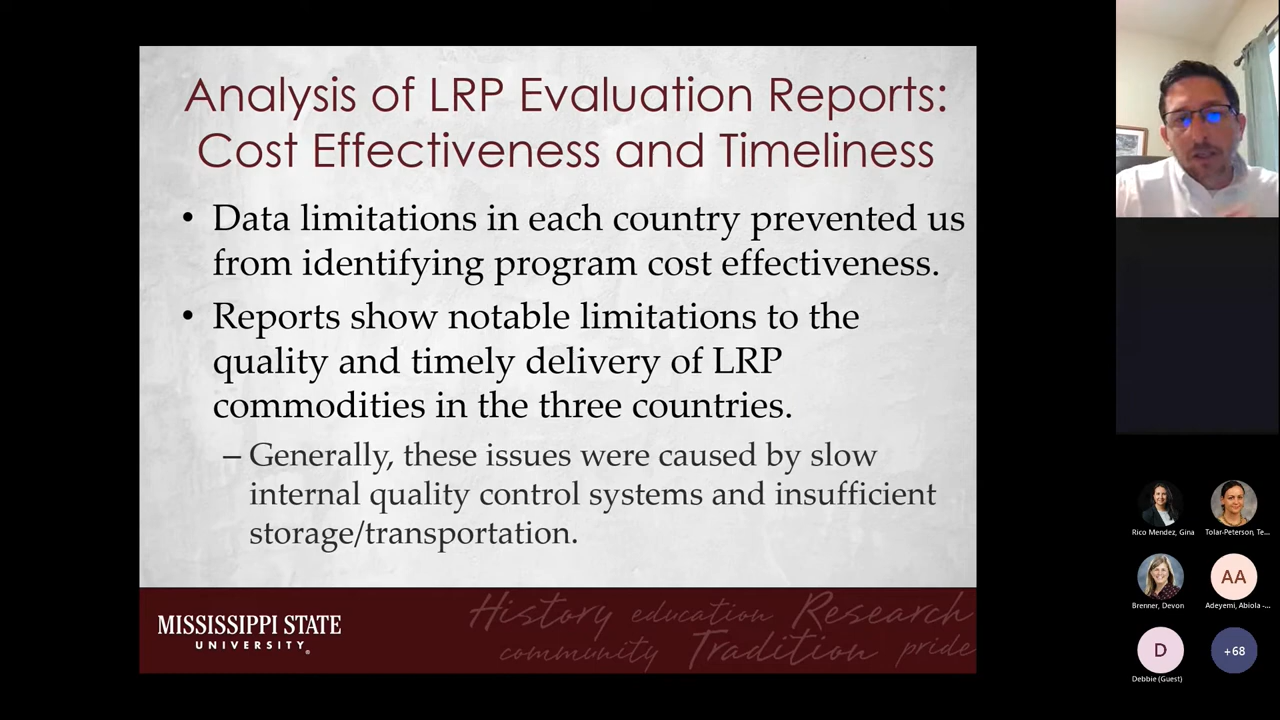 Analysis of LRP Evaluation Reports:
Cost Effectiveness and Timeliness
• Data limitations in each country prevented us
from identifying program cost effectiveness.
• Reports show notable limitations to the
quality and timely delivery of LRP
commodities in the three countries.
– Generally, these issues were caused by slow
internal quality control systems and insufficient
storage/transportation.
MISSISSIPPI STATE
UNIVERSITY®
History education Research
community Tradition pride
Rico Mendez, Gina
Tolar-Peterson, Te...
Brenner, Devon
AA
Adeyemi, Abiola -...
D
Debbie (Guest)
+68